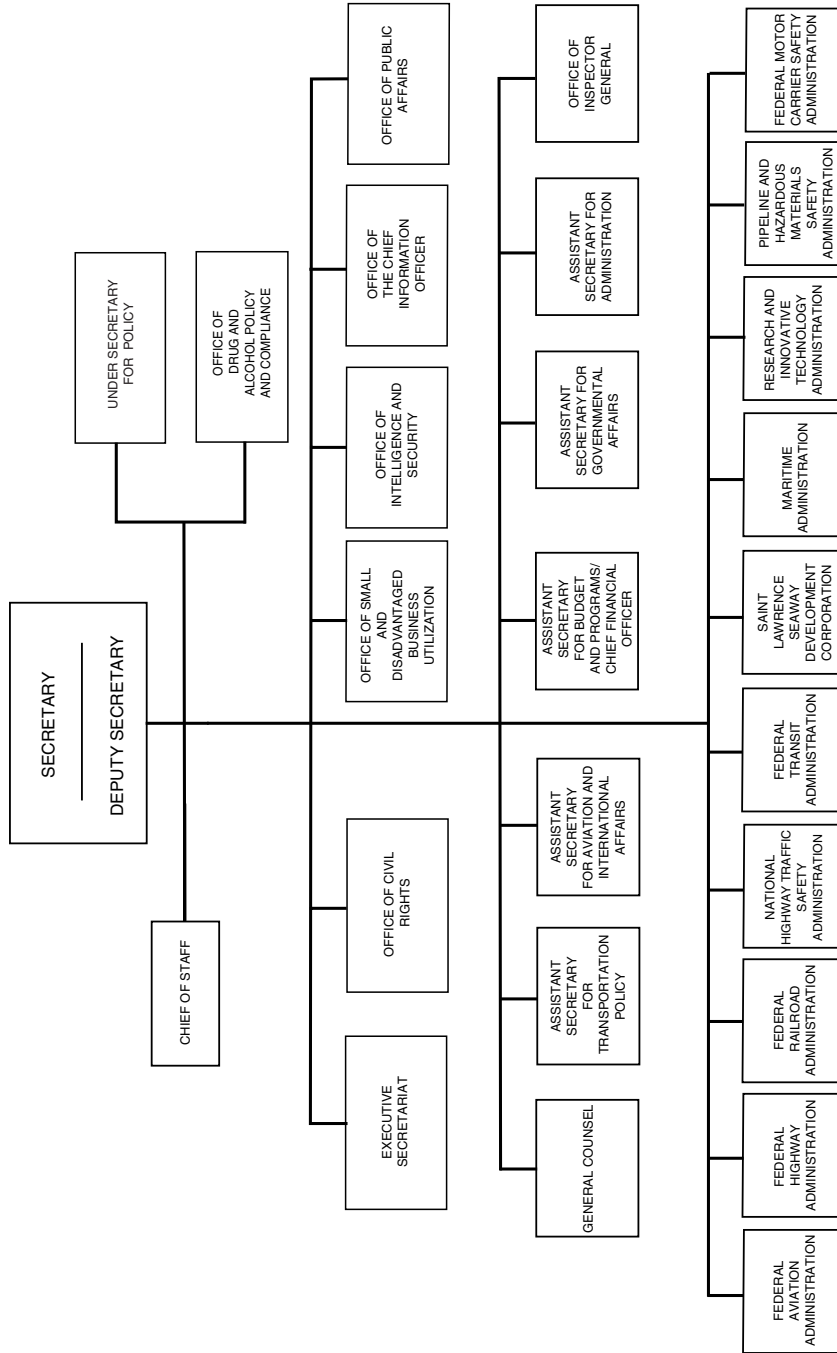 SECRETARY
DEPUTY SECRETARY
CHIEF OF STAFF
UNDER SECRETARY
FOR POLICY
OFFICE OF
DRUG AND
ALCOHOL POLICY
AND COMPLIANCE
EXECUTIVE
SECRETARIAT
OFFICE OF CIVIL
RIGHTS
OFFICE OF SMALL
AND
DISADVANTAGED
BUSINESS
UTILIZATION
OFFICE OF
INTELLIGENCE AND
SECURITY
OFFICE OF
THE CHIEF
INFORMATION
OFFICER
OFFICE OF PUBLIC
AFFAIRS
GENERAL COUNSEL
ASSISTANT
SECRETARY
FOR
TRANSPORTATION
POLICY
ASSISTANT
SECRETARY
FOR AVIATION AND
INTERNATIONAL
AFFAIRS
ASSISTANT
SECRETARY
FOR BUDGET
AND PROGRAMS/
CHIEF FINANCIAL
OFFICER
ASSISTANT
SECRETARY FOR
GOVERNMENTAL
AFFAIRS
ASSISTANT
SECRETARY FOR
ADMINISTRATION
OFFICE OF
INSPECTOR
GENERAL
FEDERAL
AVIATION
ADMINISTRATION
FEDERAL
HIGHWAY
ADMINISTRATION
FEDERAL
RAILROAD
ADMINISTRATION
NATIONAL
HIGHWAY TRAFFIC
SAFETY
ADMINISTRATION
FEDERAL
TRANSIT
ADMINISTRATION
SAINT
LAWRENCE
SEAWAY
DEVELOPMENT
CORPORATION
MARITIME
ADMINISTRATION
RESEARCH AND
INNOVATIVE
TECHNOLOGY
ADMINISTRATION
PIPELINE AND
HAZARDOUS
MATERIALS
SAFETY
ADMINISTRATION
FEDERAL MOTOR
CARRIER SAFETY
ADMINISTRATION